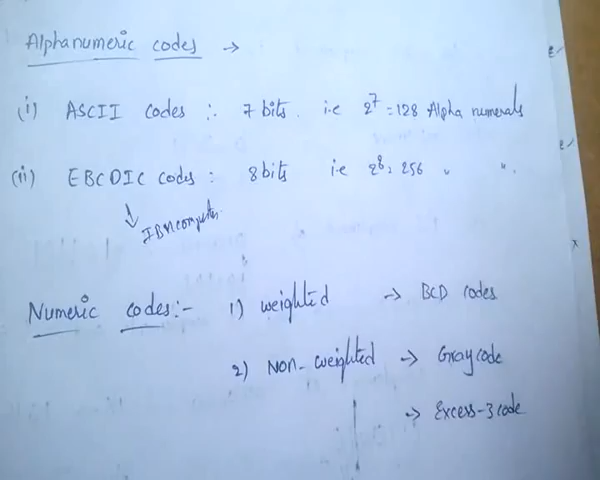 Alphanumeric codes →
(i) ASCII codes :- 7 bits. i.e 2^7 = 128 Alpha numerals
(ii) EBCDIC codes : 8 bits i.e 2^8 = 256 " ".
↓ IBM computer.
Numeric codes:- 1) weighted → BCD codes
2) Non-weighted → Gray code
→ Excess-3 code